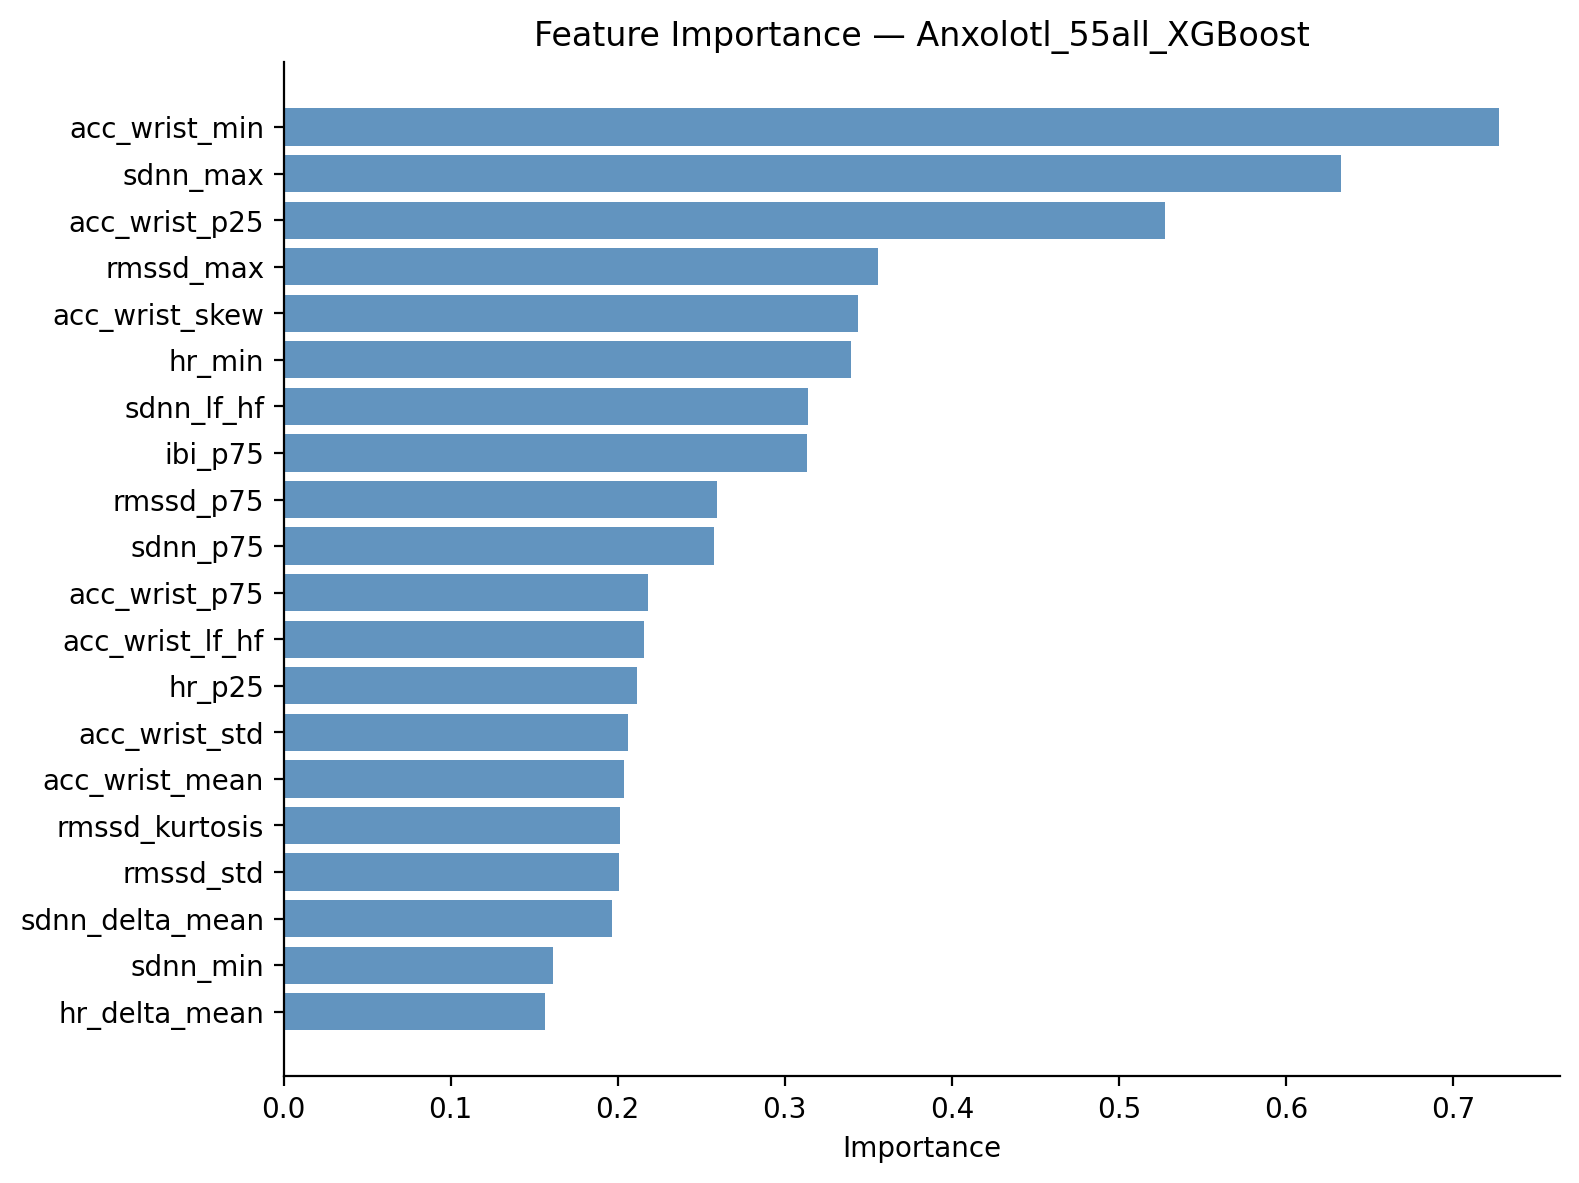 Feature Importance — Anxolotl_55all_XGBoost
acc_wrist_min
sdnn_max
acc_wrist_p25
rmssd_max
acc_wrist_skew
hr_min
sdnn_lf_hf
ibi_p75
rmssd_p75
sdnn_p75
acc_wrist_p75
acc_wrist_lf_hf
hr_p25
acc_wrist_std
acc_wrist_mean
rmssd_kurtosis
rmssd_std
sdnn_delta_mean
sdnn_min
hr_delta_mean
0.0 0.1 0.2 0.3 0.4 0.5 0.6 0.7
Importance